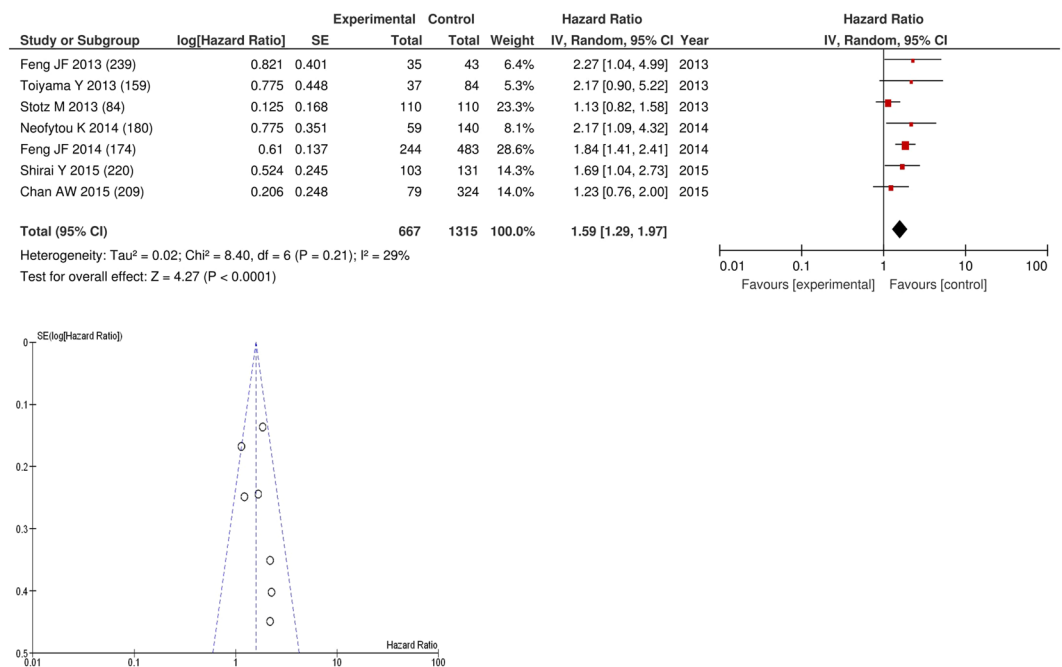 Experimental Control Hazard Ratio Hazard Ratio
Study or Subgroup log[Hazard Ratio] SE Total Total Weight IV, Random, 95% CI Year IV, Random, 95% CI
Feng JF 2013 (239) 0.821 0.401 35 43 6.4% 2.27 [1.04, 4.99] 2013
Toiyama Y 2013 (159) 0.775 0.448 37 84 5.3% 2.17 [0.90, 5.22] 2013
Stotz M 2013 (84) 0.125 0.168 110 110 23.3% 1.13 [0.82, 1.58] 2013
Neofytou K 2014 (180) 0.775 0.351 59 140 8.1% 2.17 [1.09, 4.32] 2014
Feng JF 2014 (174) 0.61 0.137 244 483 28.6% 1.84 [1.41, 2.41] 2014
Shirai Y 2015 (220) 0.524 0.245 103 131 14.3% 1.69 [1.04, 2.73] 2015
Chan AW 2015 (209) 0.206 0.248 79 324 14.0% 1.23 [0.76, 2.00] 2015
Total (95% CI) 667 1315 100.0% 1.59 [1.29, 1.97]
Heterogeneity: Tau² = 0.02; Chi² = 8.40, df = 6 (P = 0.21); I² = 29%
Test for overall effect: Z = 4.27 (P < 0.0001)
0.01 0.1 1 10 100
Favours [experimental] Favours [control]
SE(log[Hazard Ratio])
0
0.1
0.2
0.3
0.4
0.5
Hazard Ratio
0.01 0.1 1 10 100